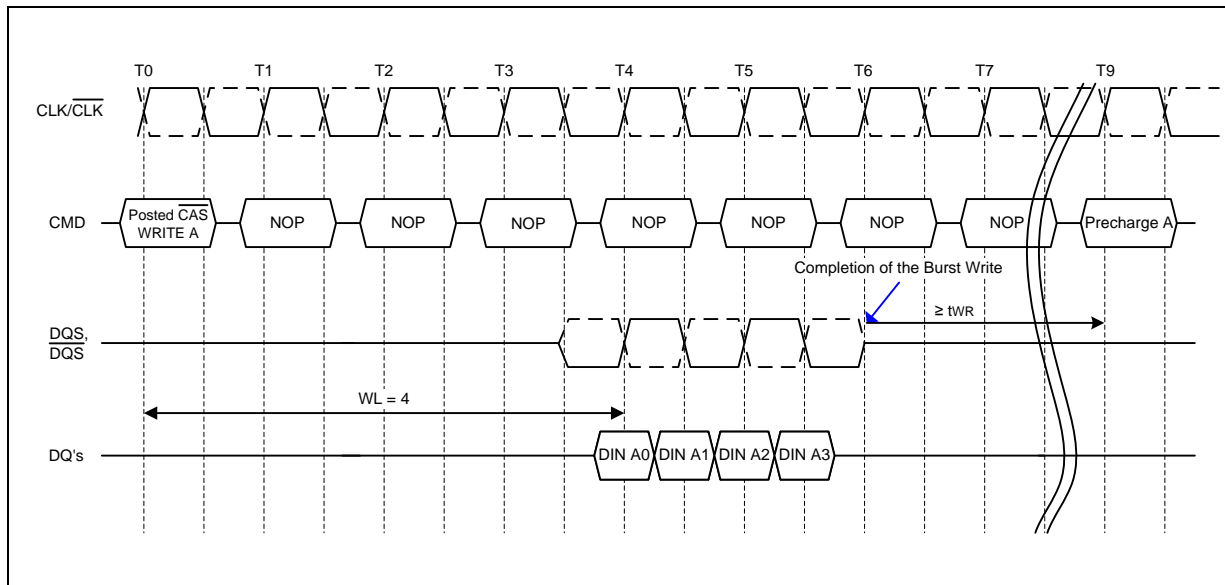 T0 T1 T2 T3 T4 T5 T6 T7 T9
CLK/CLK
CMD
Posted CAS
WRITE A
NOP NOP NOP NOP NOP NOP NOP Precharge A
Completion of the Burst Write
≥ tWR
DQS,
DQS
WL = 4
DQ's
DIN A0 DIN A1 DIN A2 DIN A3